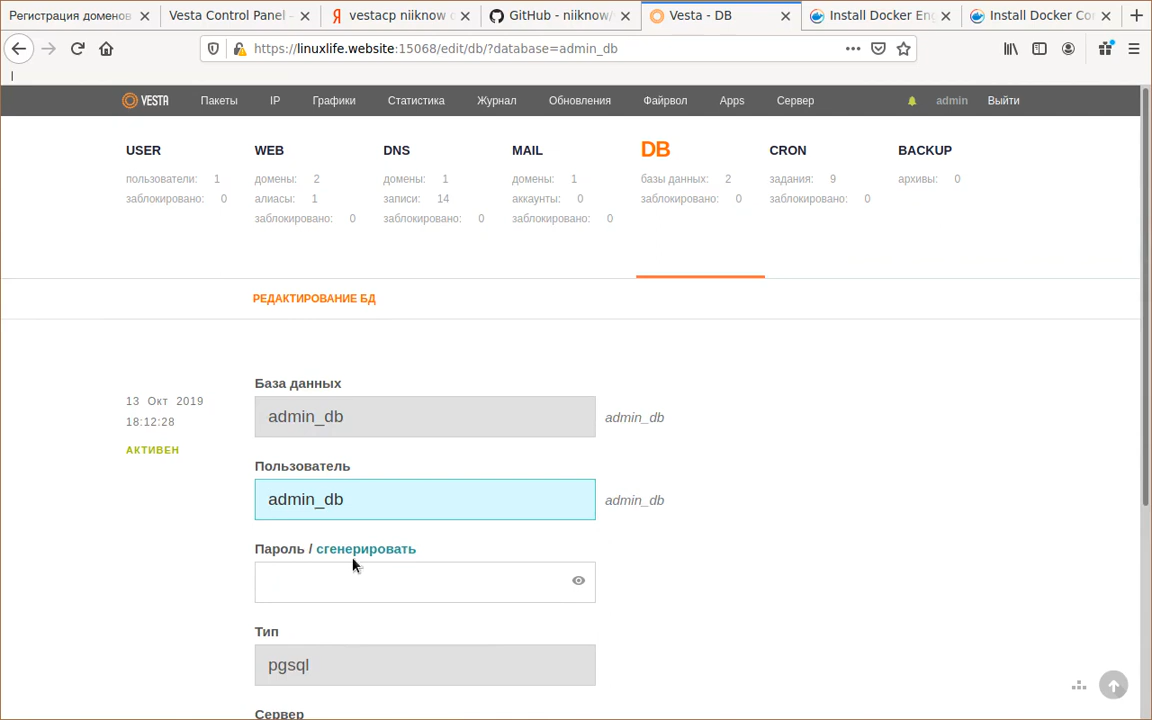 Регистрация доменов
Vesta Control Panel -
vestacp niiknow
GitHub - niiknow/
Vesta - DB
Install Docker En
Install Docker Co
https://linuxlife.website:15068/edit/db/?database=admin_db
VESTA Пакеты IP Графики Статистика Журнал Обновления Файрвол Apps Сервер admin Выйти
USER
пользователи: 1
заблокировано: 0
WEB
домены: 2
алиасы: 1
заблокировано: 0
DNS
домены: 1
записи: 14
заблокировано: 0
MAIL
домены: 1
аккаунты: 0
заблокировано: 0
DB
базы данных: 2
заблокировано: 0
CRON
задания: 9
заблокировано: 0
BACKUP
архивы: 0
РЕДАКТИРОВАНИЕ БД
13 Окт 2019
18:12:28
АКТИВЕН
База данных
admin_db admin_db
Пользователь
admin_db admin_db
Пароль / сгенерировать
Тип
pgsql
Сервер